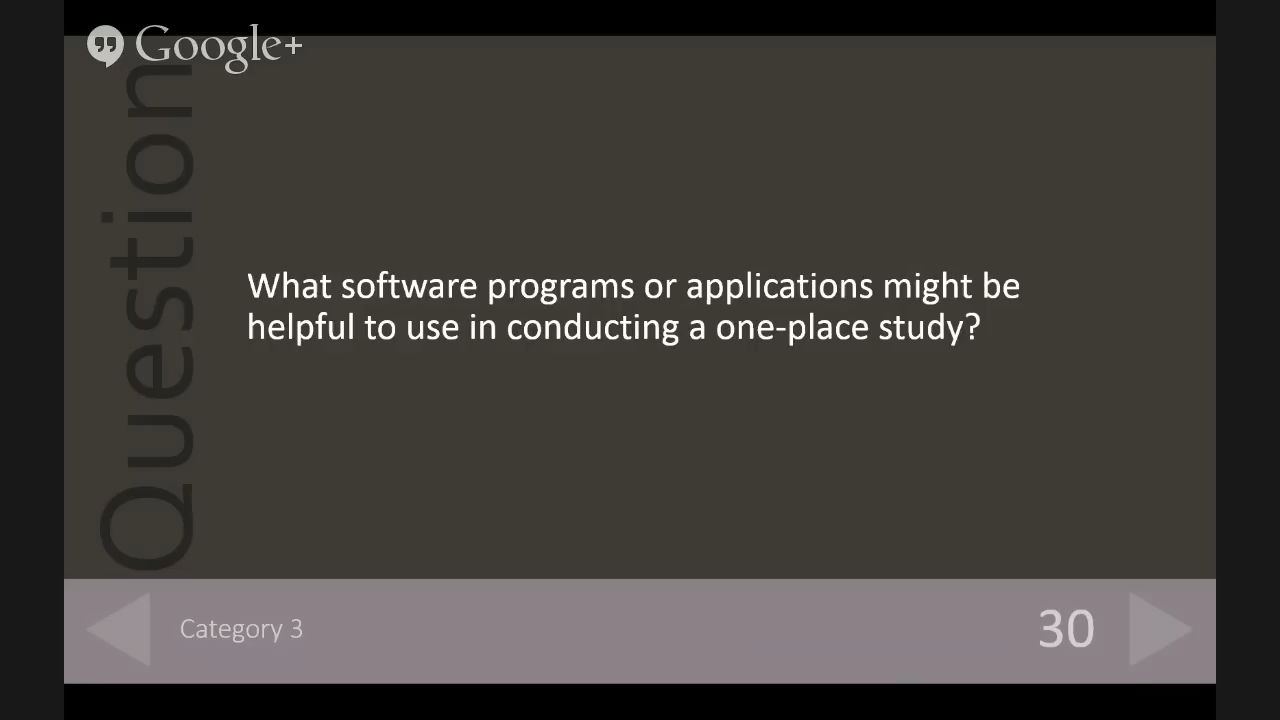 Google+
Question
What software programs or applications might be
helpful to use in conducting a one-place study?
Category 3
30